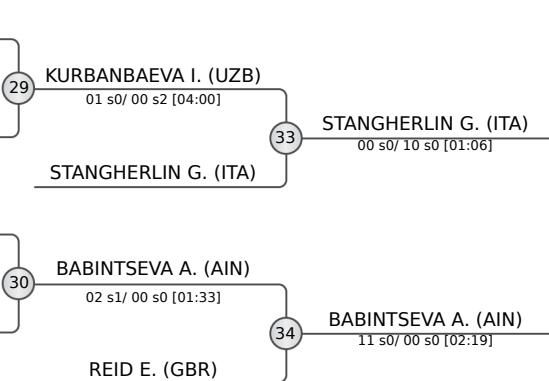 29
KURBANBAEVA I. (UZB)
01 s0/ 00 s2 [04:00]
33
STANGHERLIN G. (ITA)
00 s0/ 10 s0 [01:06]
STANGHERLIN G. (ITA)
30
BABINTSEVA A. (AIN)
02 s1/ 00 s0 [01:33]
34
BABINTSEVA A. (AIN)
11 s0/ 00 s0 [02:19]
REID E. (GBR)